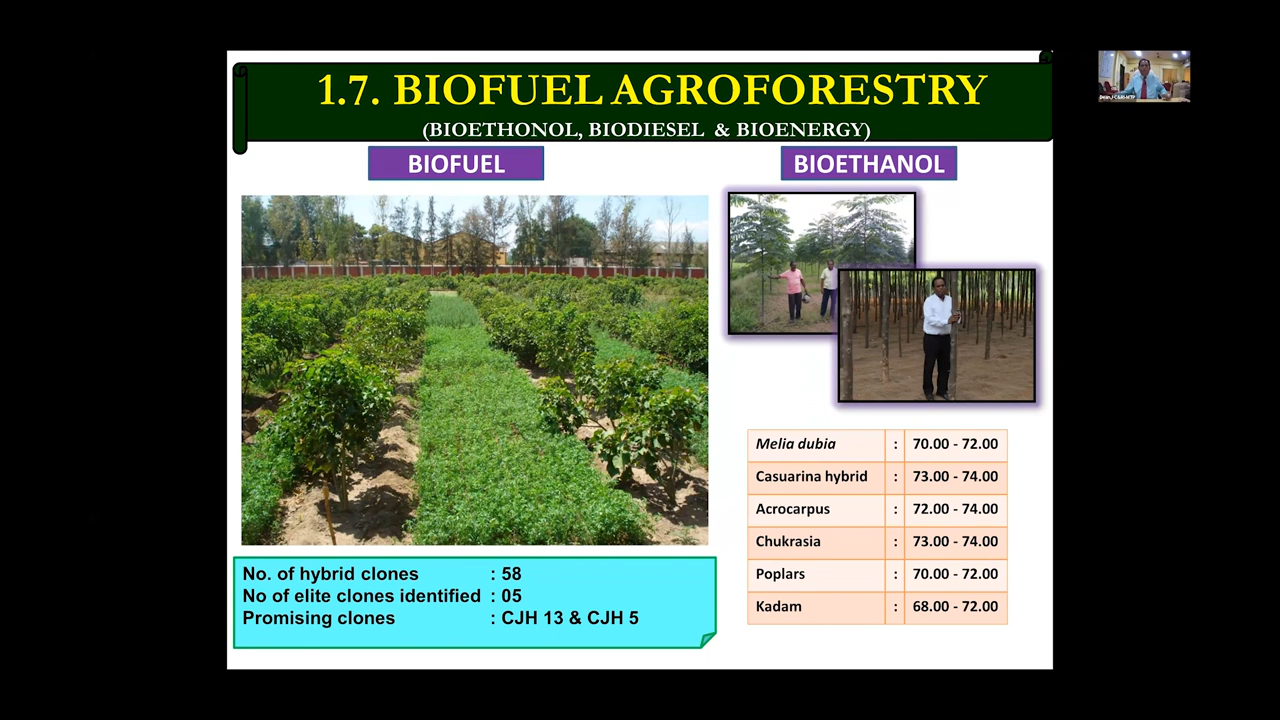 1.7. BIOFUEL AGROFORESTRY
(BIOETHONOL, BIODIESEL & BIOENERGY)
BIOFUEL
BIOETHANOL
No. of hybrid clones : 58
No of elite clones identified : 05
Promising clones : CJH 13 & CJH 5
Melia dubia : 70.00 - 72.00
Casuarina hybrid : 73.00 - 74.00
Acrocarpus : 72.00 - 74.00
Chukrasia : 73.00 - 74.00
Poplars : 70.00 - 72.00
Kadam : 68.00 - 72.00